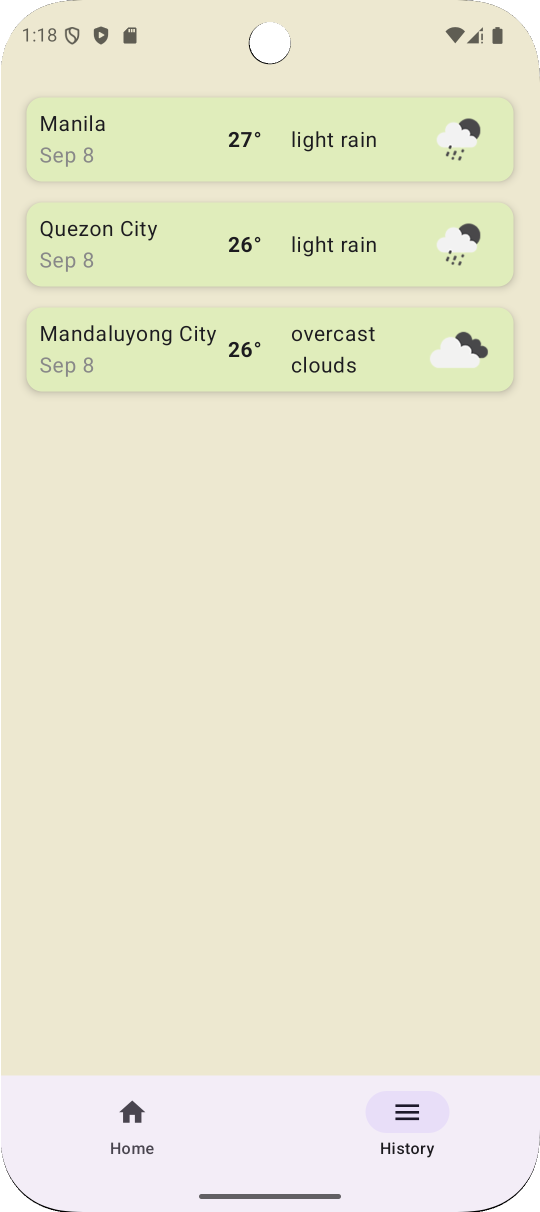 1:18
Manila
Sep 8
27°
light rain
Quezon City
Sep 8
26°
light rain
Mandaluyong City
Sep 8
26°
overcast
clouds
Home
History